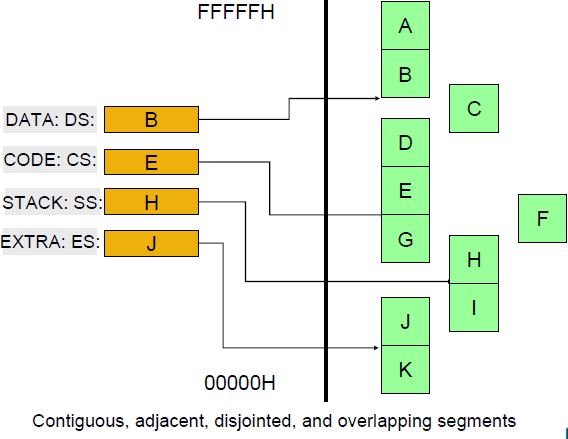 FFFFFH
A
B
C
DATA: DS: B
D
CODE: CS: E
E
STACK: SS: H
F
EXTRA: ES: J
G
H
I
J
00000H
K
Contiguous, adjacent, disjointed, and overlapping segments